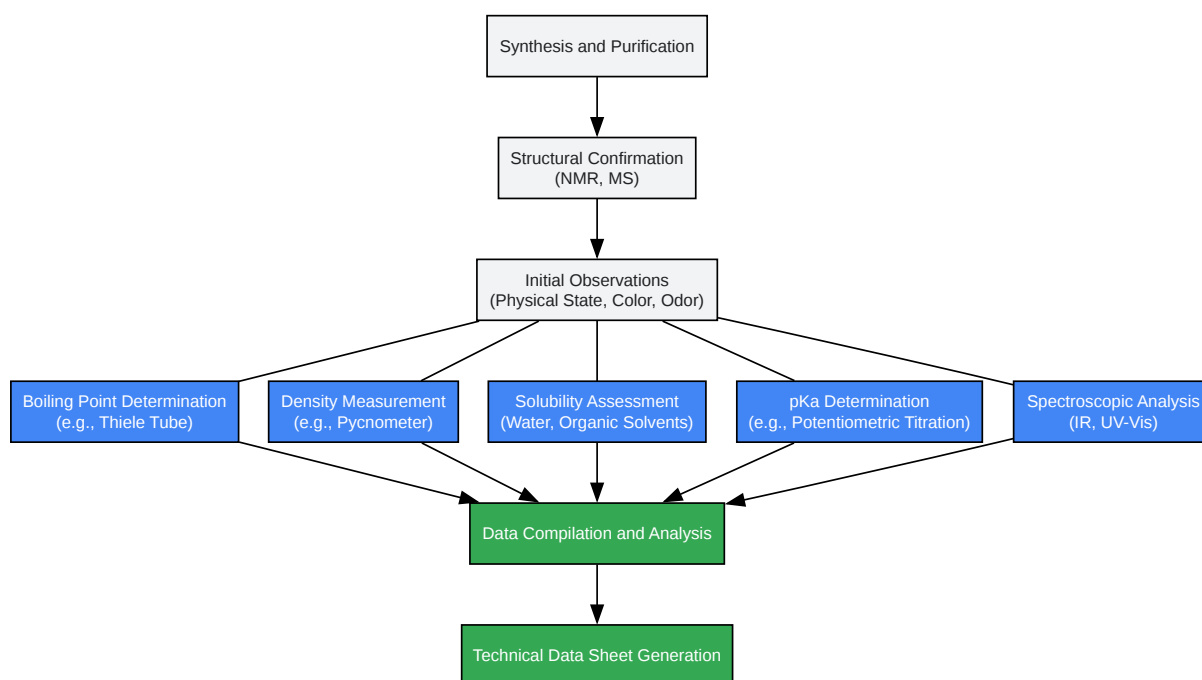 Synthesis and Purification
Structural Confirmation
(NMR, MS)
Initial Observations
(Physical State, Color, Odor)
Boiling Point Determination
(e.g., Thiele Tube)
Density Measurement
(e.g., Pycnometer)
Solubility Assessment
(Water, Organic Solvents)
pKa Determination
(e.g., Potentiometric Titration)
Spectroscopic Analysis
(IR, UV-Vis)
Data Compilation and Analysis
Technical Data Sheet Generation